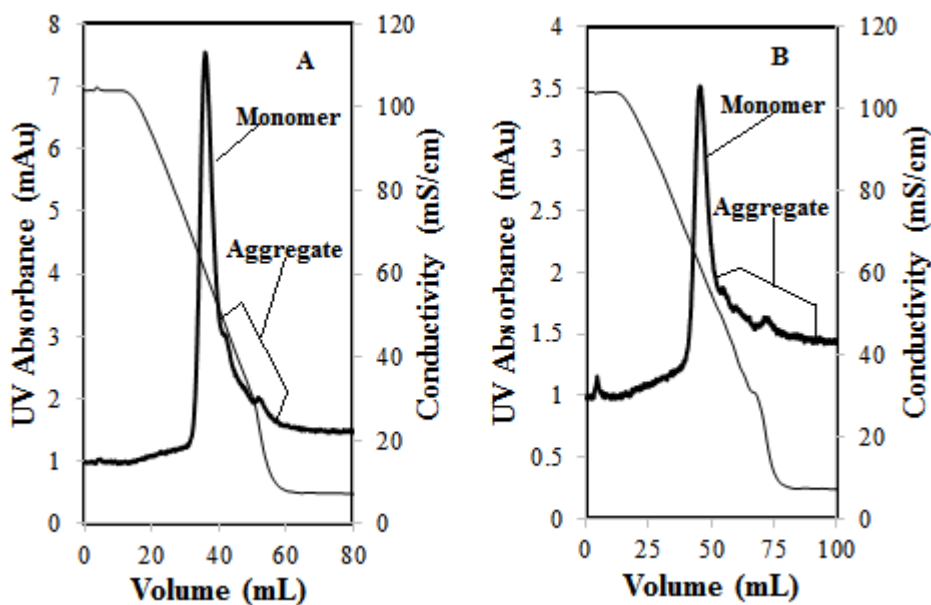 A
Monomer
Aggregate
UV Absorbance (mAu)
0
1
2
3
4
5
6
7
8
Conductivity (mS/cm)
0
20
40
60
80
100
120
0 20 40 60 80
Volume (mL)
B
Monomer
Aggregate
UV Absorbance (mAu)
0
0.5
1
1.5
2
2.5
3
3.5
4
Conductivity (mS/cm)
0
20
40
60
80
100
120
0 25 50 75 100
Volume (mL)